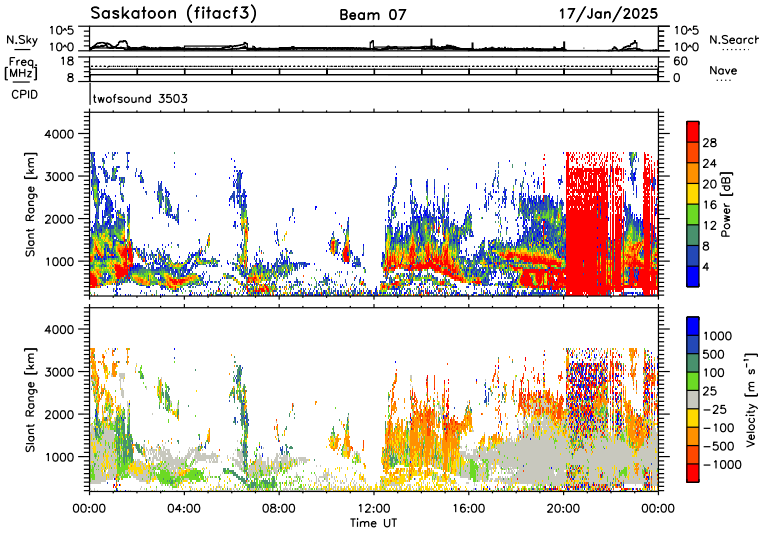 Saskatoon (fitacf3) Beam 07 17/Jan/2025
N.Sky 10^5 10^0 10^5 10^0 N.Search
Freq. [MHz] 18 8 60 0 Nave
CPID twofsound 3503
Slant Range [km] 4000 3000 2000 1000
Power [dB] 28 24 20 16 12 8 4
Slant Range [km] 4000 3000 2000 1000
Velocity [m s⁻¹] 1000 500 100 25 −25 −100 −500 −1000
00:00 04:00 08:00 12:00 16:00 20:00 00:00
Time UT